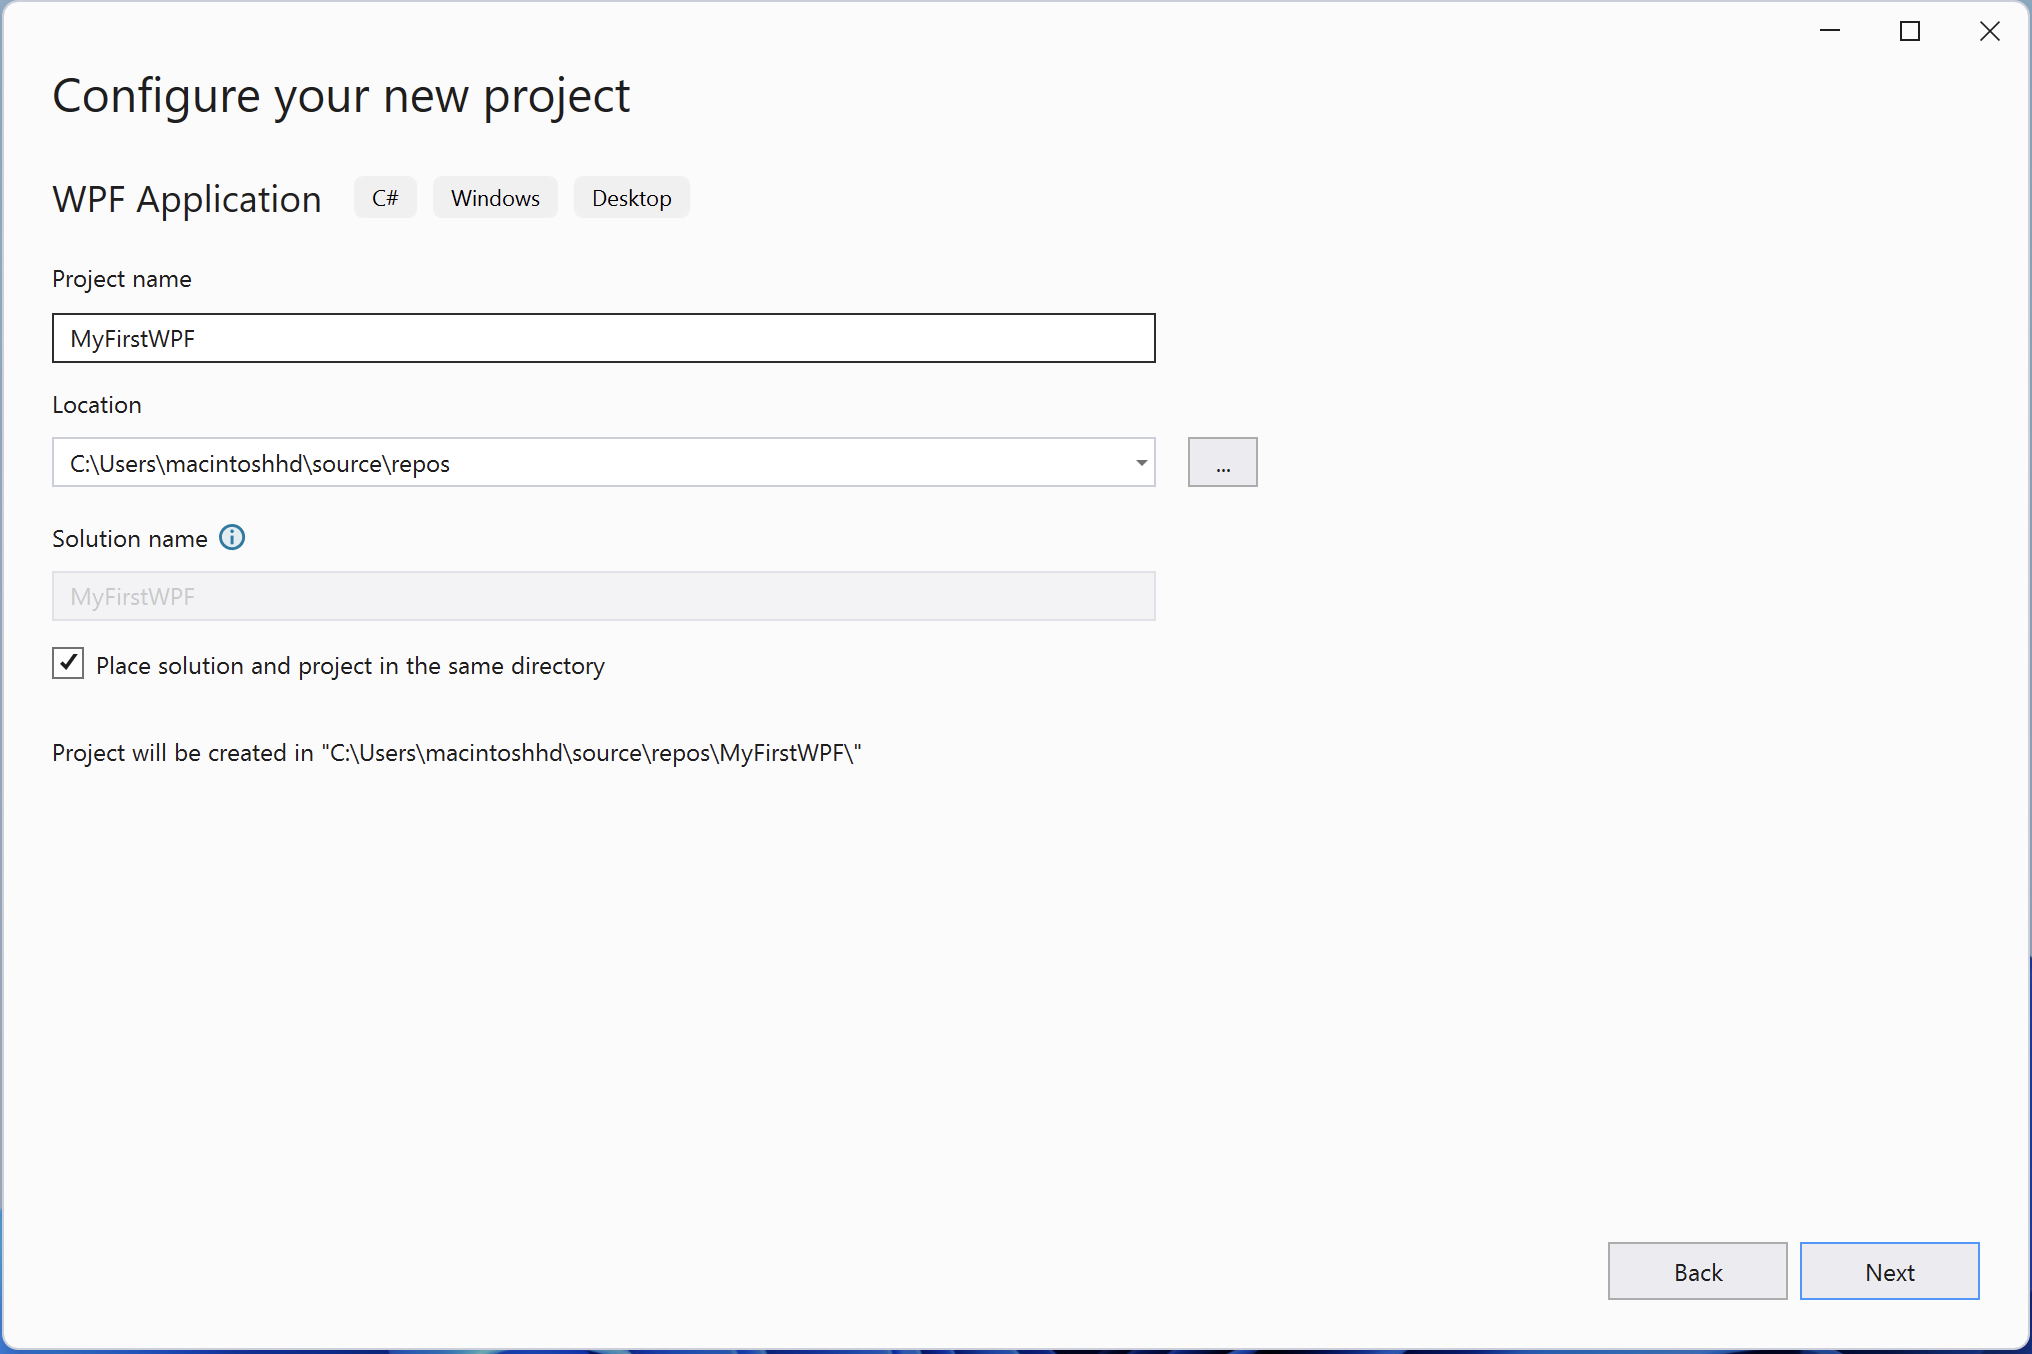 Configure your new project
WPF Application C# Windows Desktop
Project name
MyFirstWPF
Location
C:\Users\macintoshhd\source\repos ...
Solution name
MyFirstWPF
Place solution and project in the same directory
Project will be created in "C:\Users\macintoshhd\source\repos\MyFirstWPF\"
Back Next